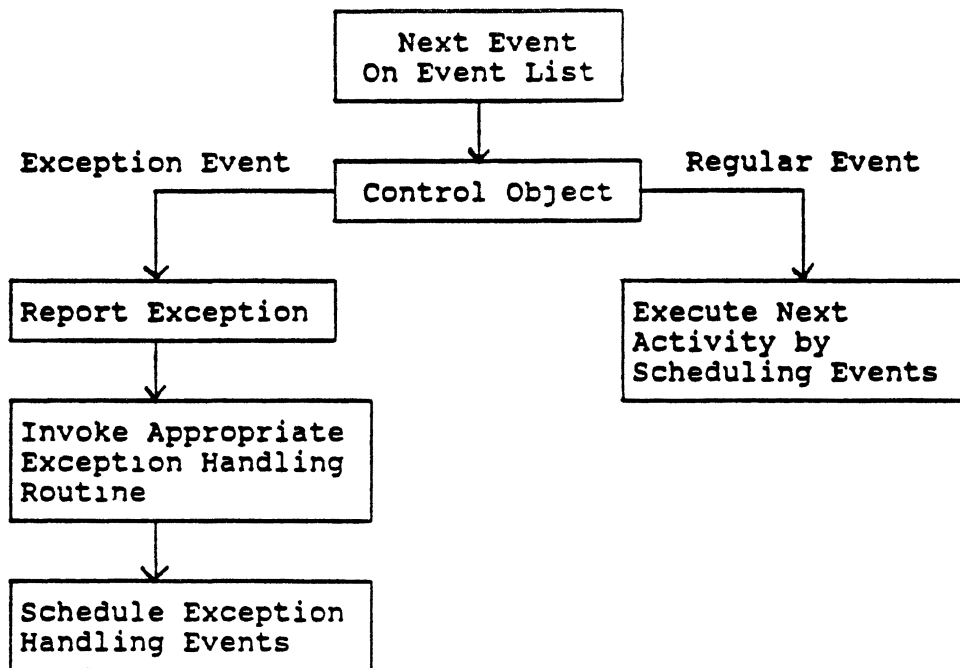 Next Event
On Event List
Exception Event
Regular Event
Control Object
Report Exception
Execute Next
Activity by
Scheduling Events
Invoke Appropriate
Exception Handling
Routine
Schedule Exception
Handling Events